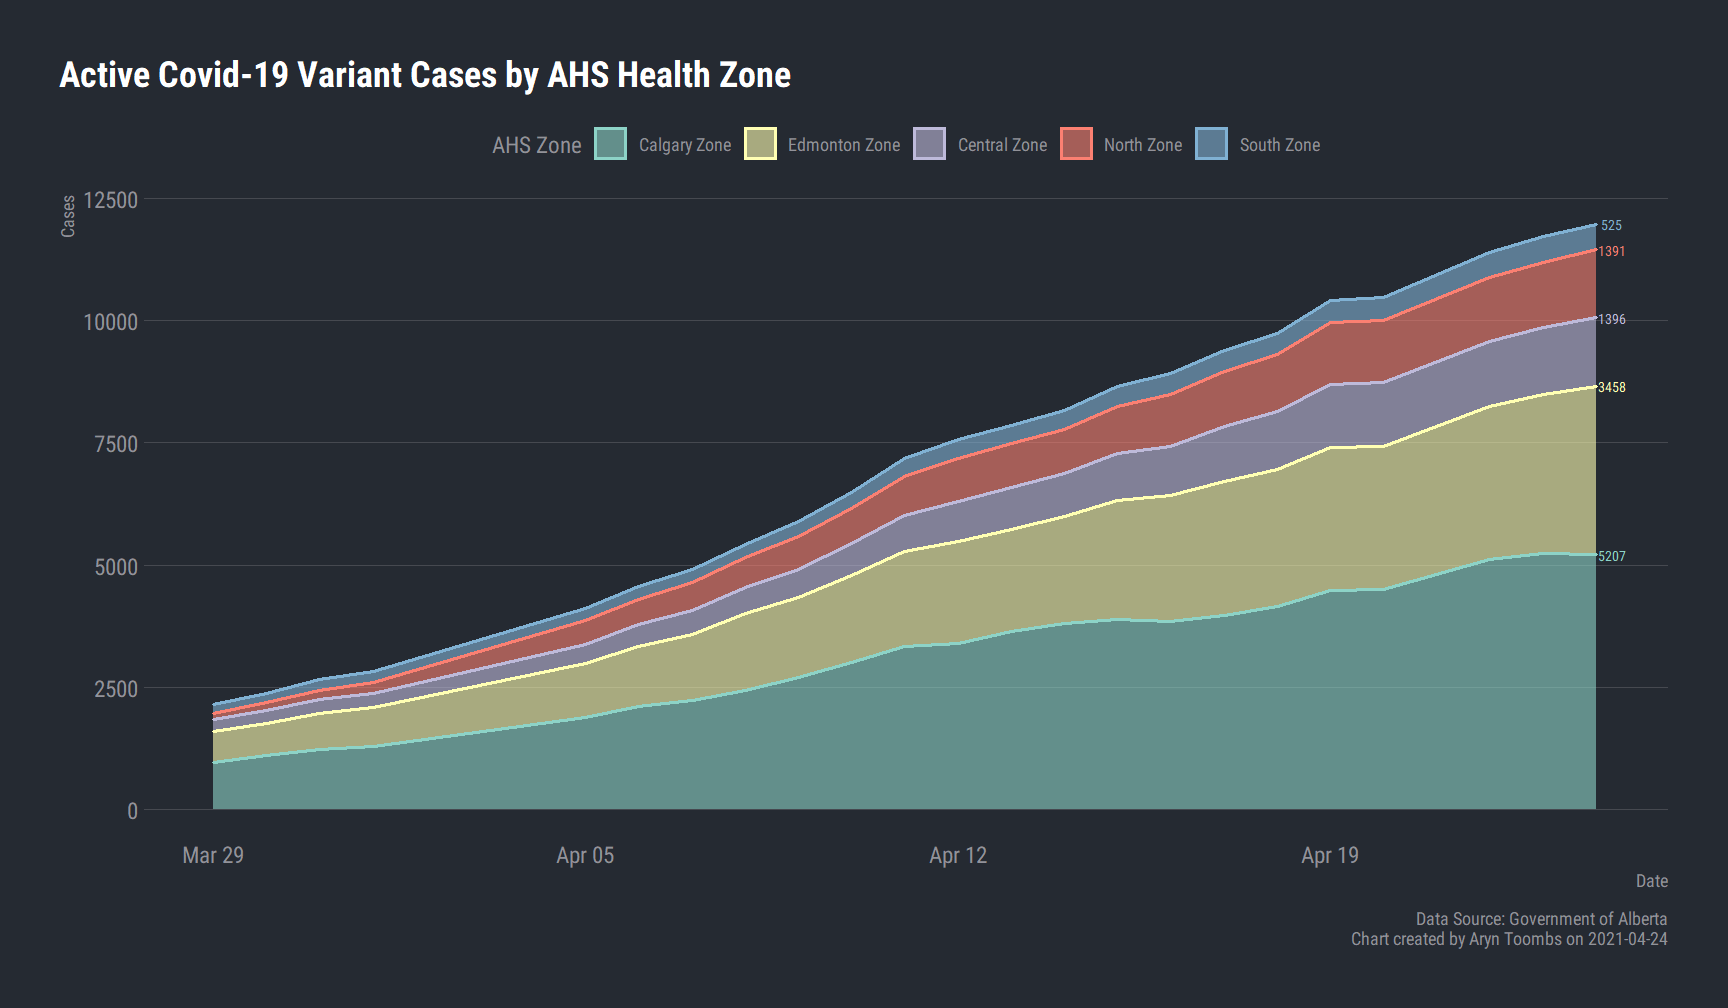 Active Covid-19 Variant Cases by AHS Health Zone
AHS Zone Calgary Zone Edmonton Zone Central Zone North Zone South Zone
Cases
12500
10000
7500
5000
2500
0
525
1391
1396
3458
5207
Mar 29 Apr 05 Apr 12 Apr 19
Date
Data Source: Government of Alberta
Chart created by Aryn Toombs on 2021-04-24